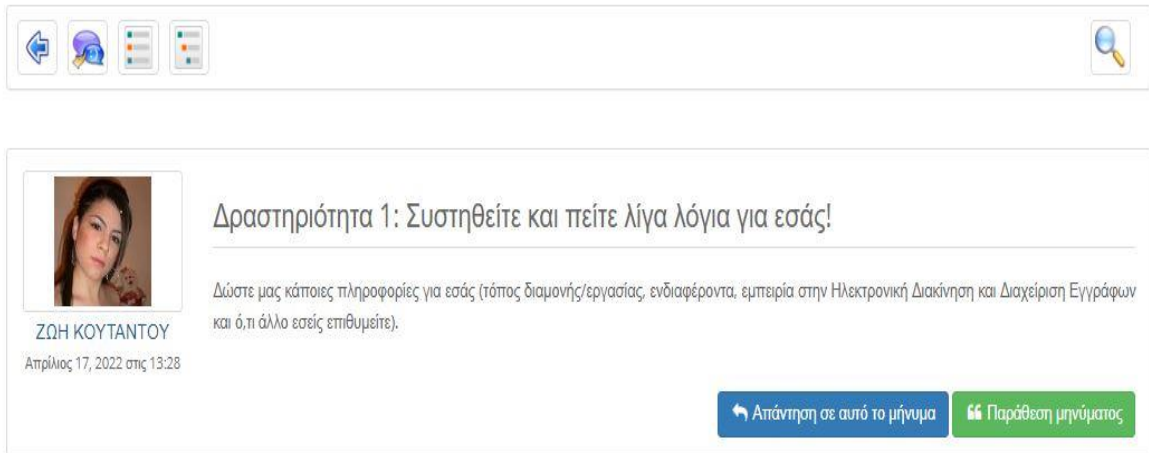 Δραστηριότητα 1: Συστηθείτε και πείτε λίγα λόγια για εσάς!
Δώστε μας κάποιες πληροφορίες για εσάς (τόπος διαμονής/εργασίας, ενδιαφέροντα, εμπειρία στην Ηλεκτρονική Διακίνηση και Διαχείριση Εγγράφων
και ό,τι άλλο εσείς επιθυμείτε).
ΖΩΗ ΚΟΥΤΑΝΤΟΥ
Απρίλιος 17, 2022 στις 13:28
Απάντηση σε αυτό το μήνυμα
Παράθεση μηνύματος